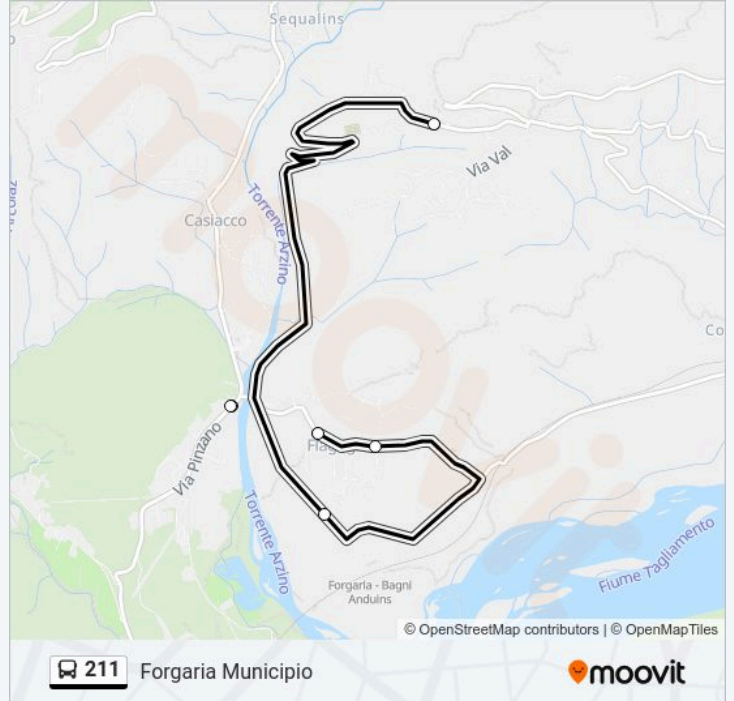 Sequalins
Via Val
Torrente Arzino
Casiacco
Co
Via Pinzano
Torrente Arzino
Fiume Tagliamento
Forgaria - Bagni
Anduins
© OpenStreetMap contributors | © OpenMapTiles
211 Forgaria Municipio
moovit